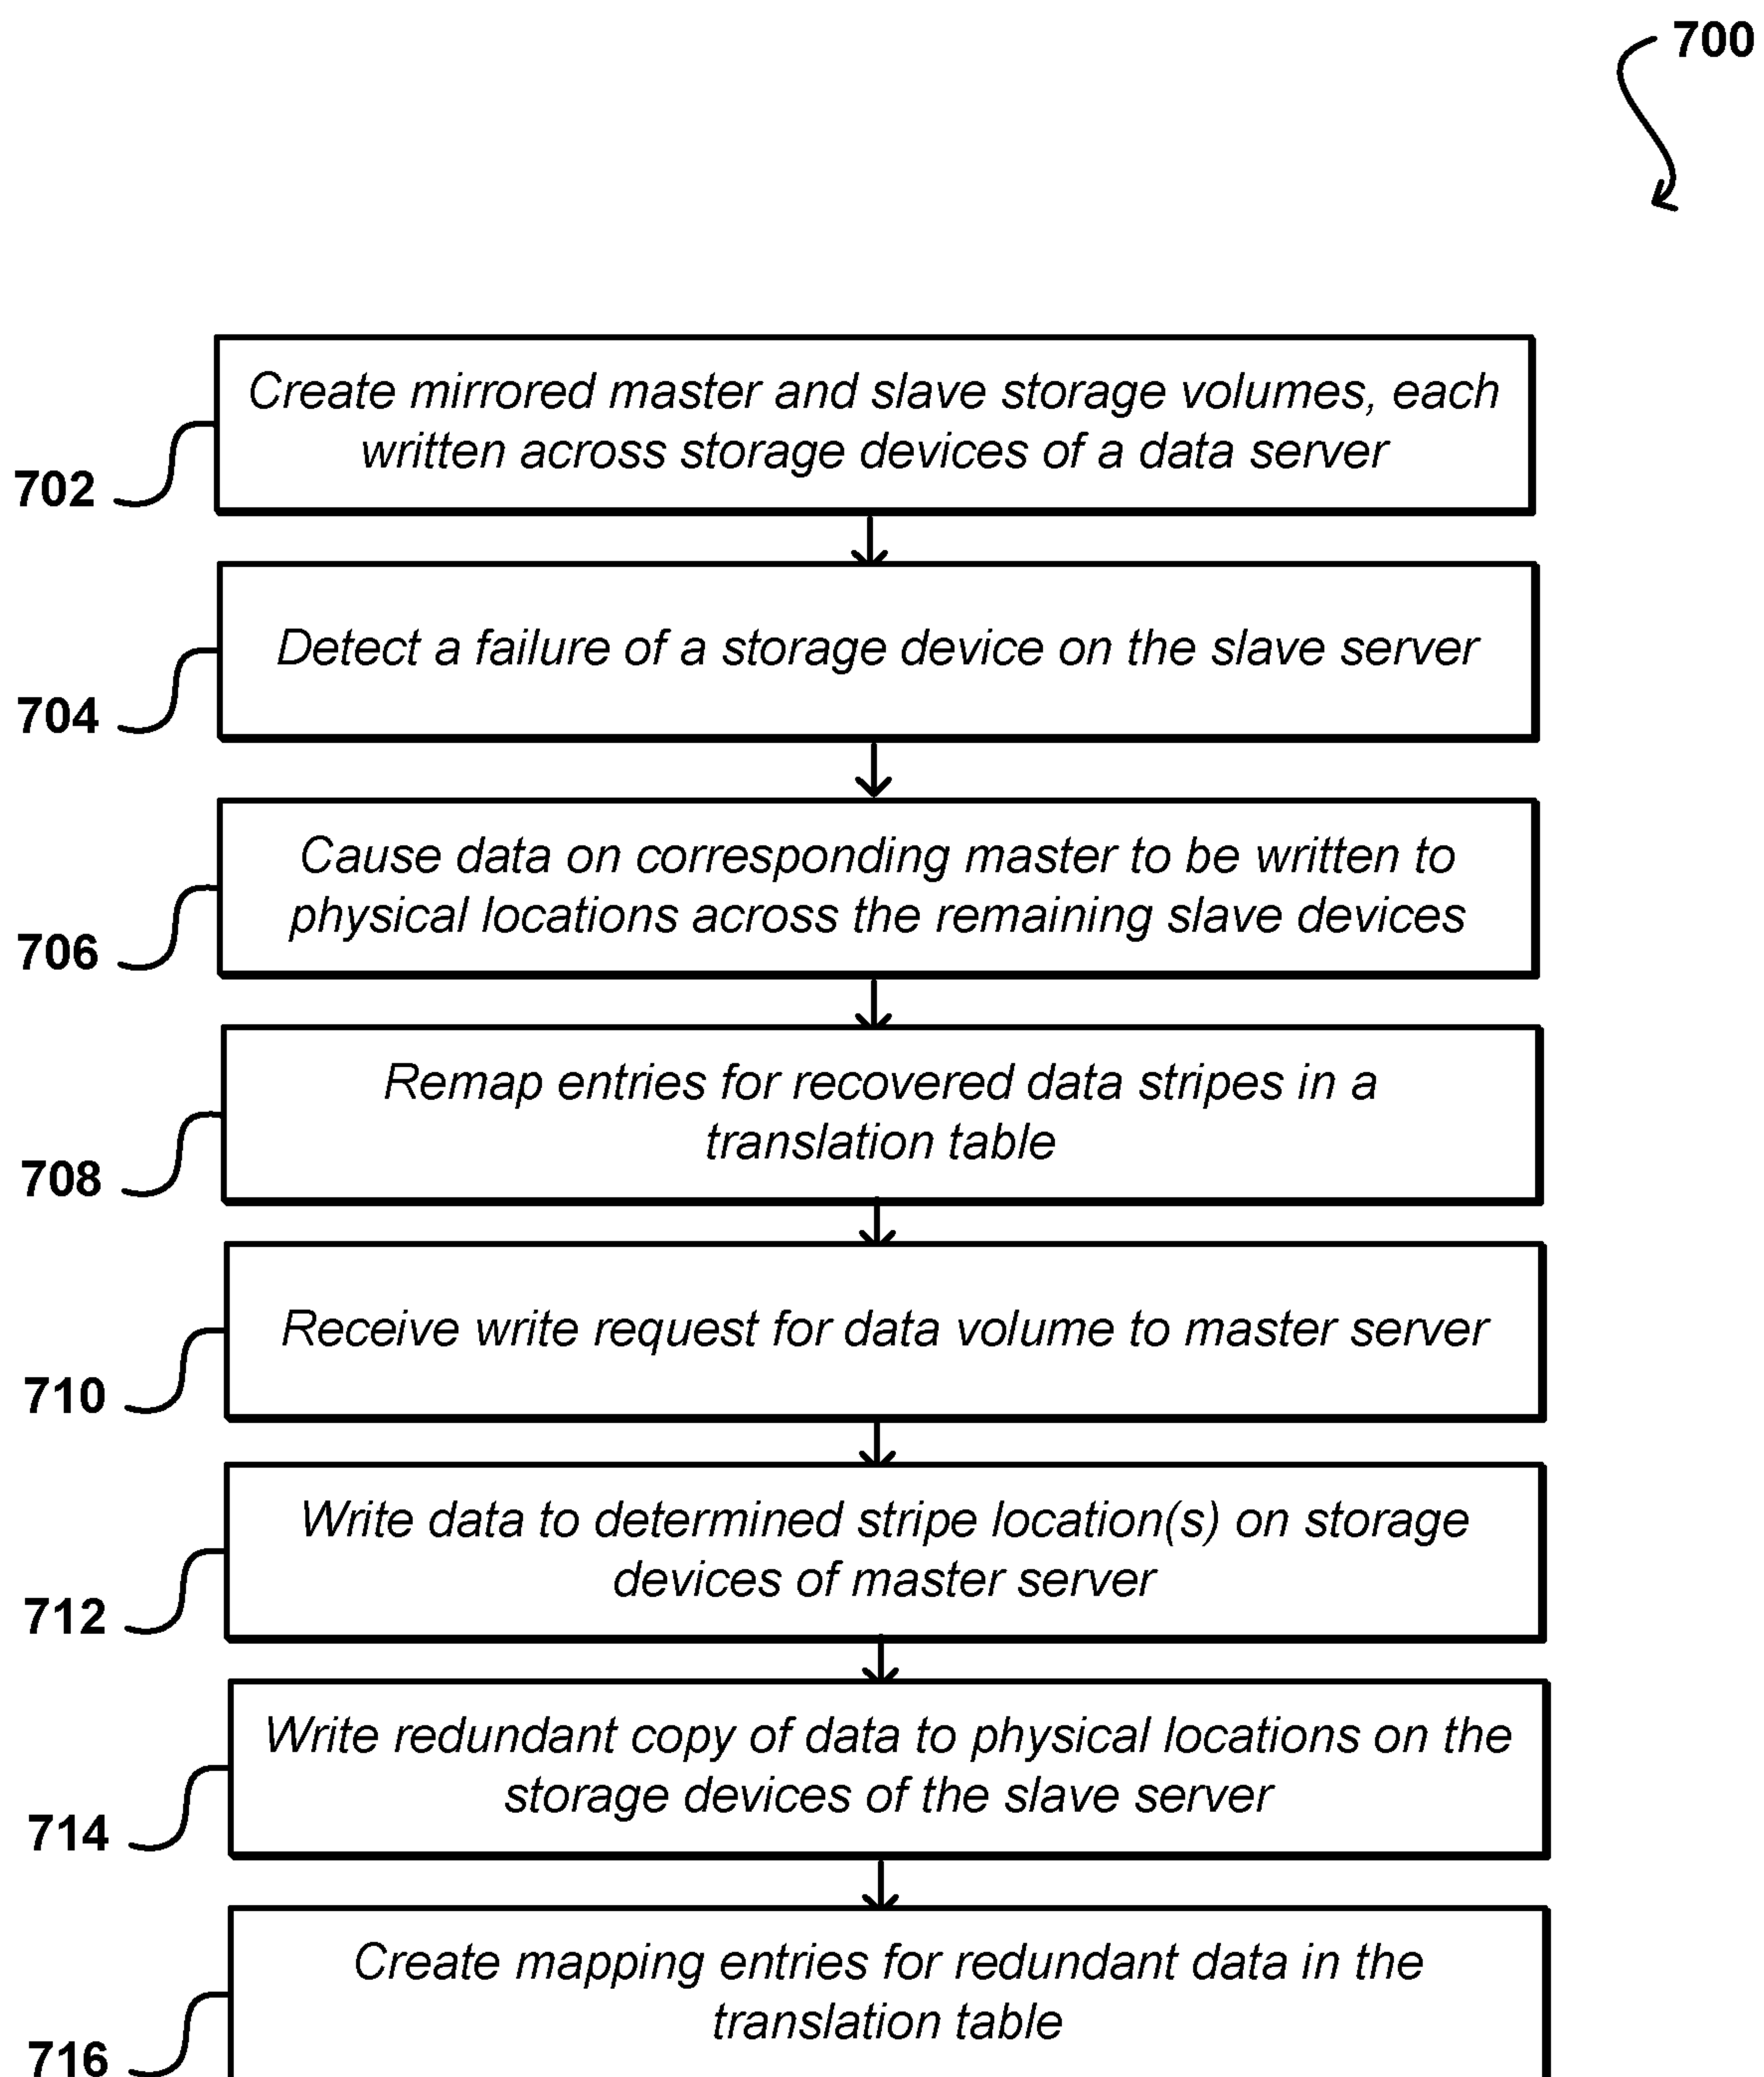 700
Create mirrored master and slave storage volumes, each
written across storage devices of a data server
702
Detect a failure of a storage device on the slave server
704
Cause data on corresponding master to be written to
physical locations across the remaining slave devices
706
Remap entries for recovered data stripes in a
translation table
708
Receive write request for data volume to master server
710
Write data to determined stripe location(s) on storage
devices of master server
712
Write redundant copy of data to physical locations on the
storage devices of the slave server
714
Create mapping entries for redundant data in the
translation table
716